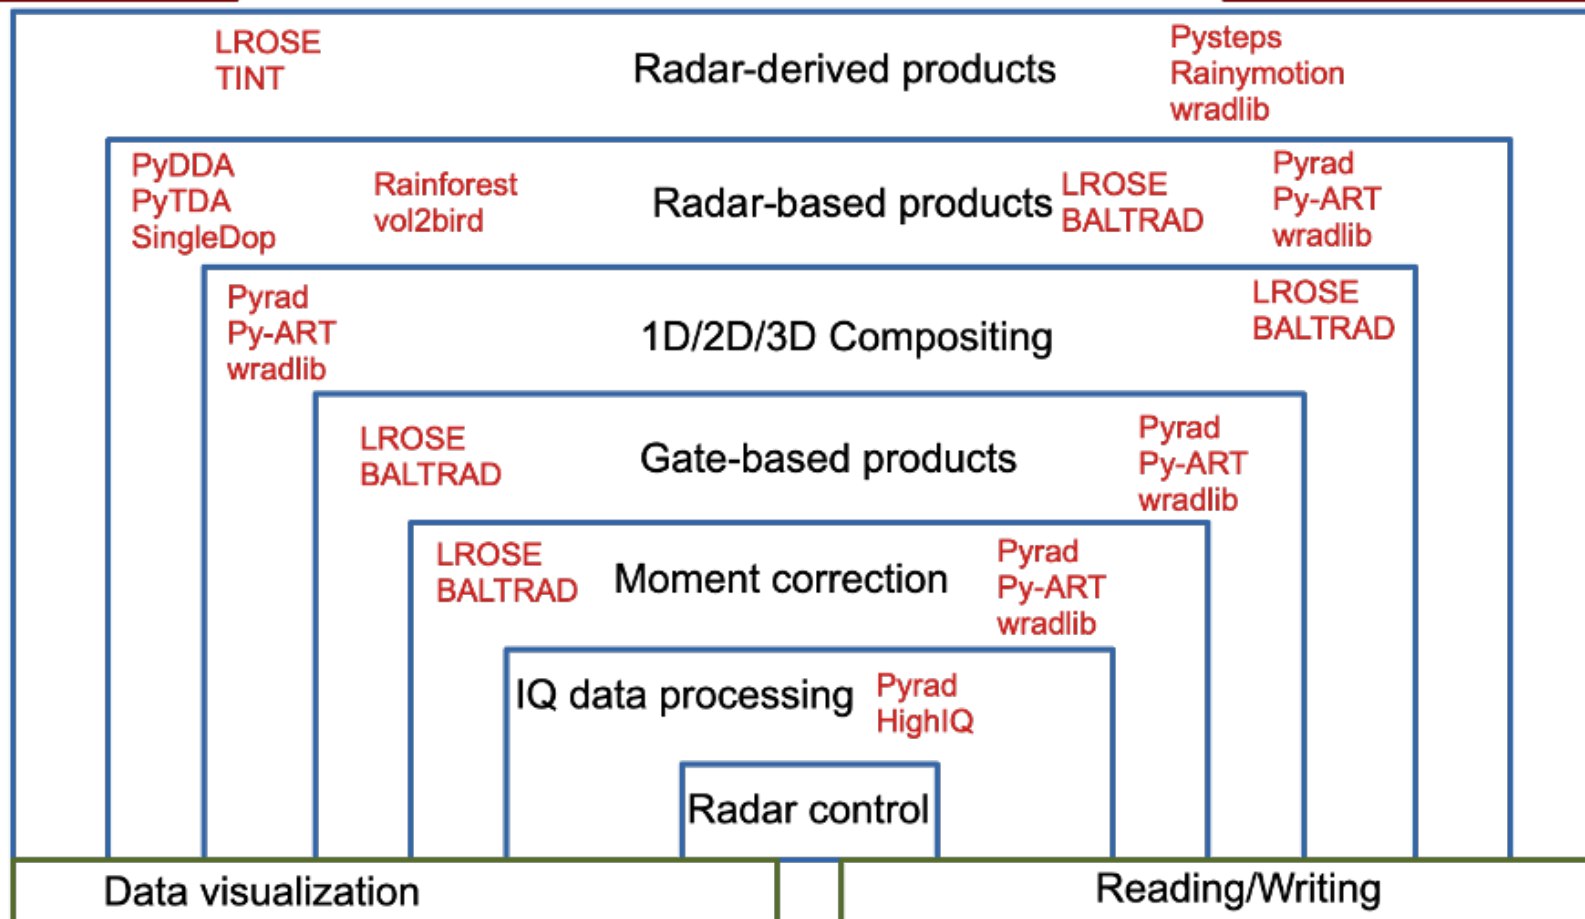 LROSE
TINT
Radar-derived products
Pysteps
Rainymotion
wradlib
PyDDA
PyTDA
SingleDop
Rainforest
vol2bird
Radar-based products
LROSE
BALTRAD
Pyrad
Py-ART
wradlib
Pyrad
Py-ART
wradlib
1D/2D/3D Compositing
LROSE
BALTRAD
LROSE
BALTRAD
Gate-based products
Pyrad
Py-ART
wradlib
LROSE
BALTRAD
Moment correction
Pyrad
Py-ART
wradlib
IQ data processing
Pyrad
HighIQ
Radar control
Data visualization
Reading/Writing